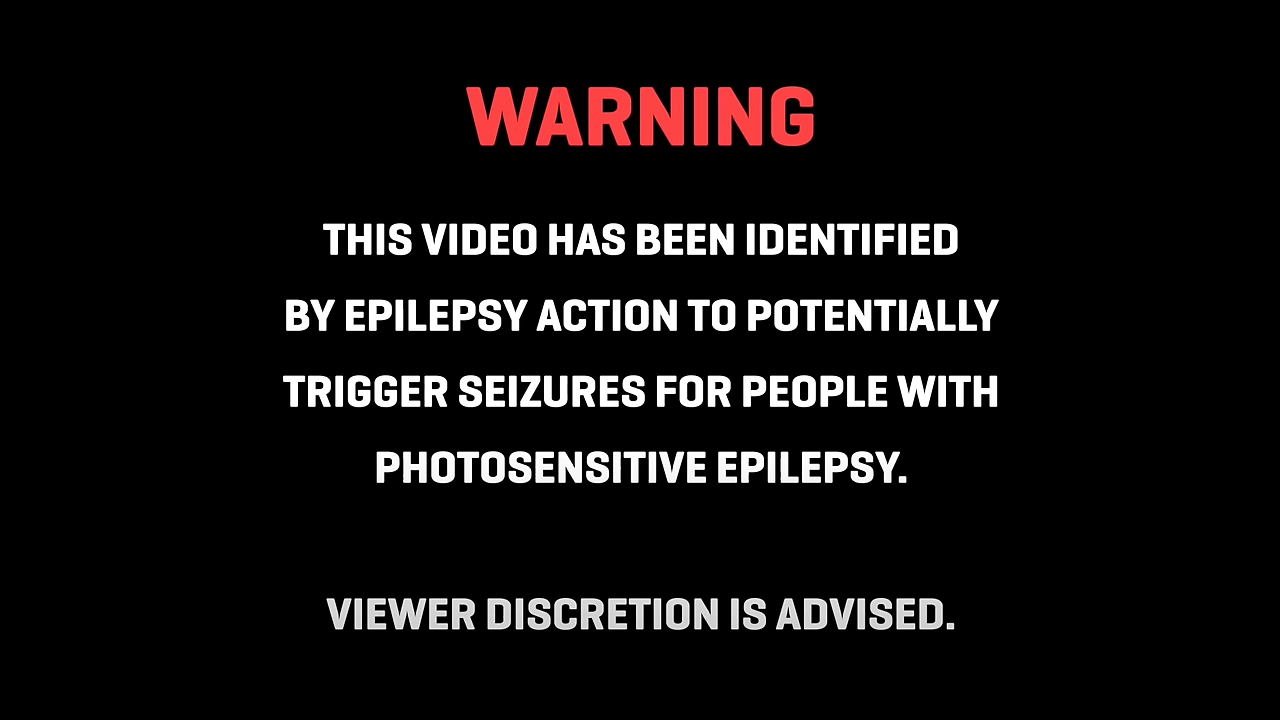 WARNING
THIS VIDEO HAS BEEN IDENTIFIED
BY EPILEPSY ACTION TO POTENTIALLY
TRIGGER SEIZURES FOR PEOPLE WITH
PHOTOSENSITIVE EPILEPSY.
VIEWER DISCRETION IS ADVISED.